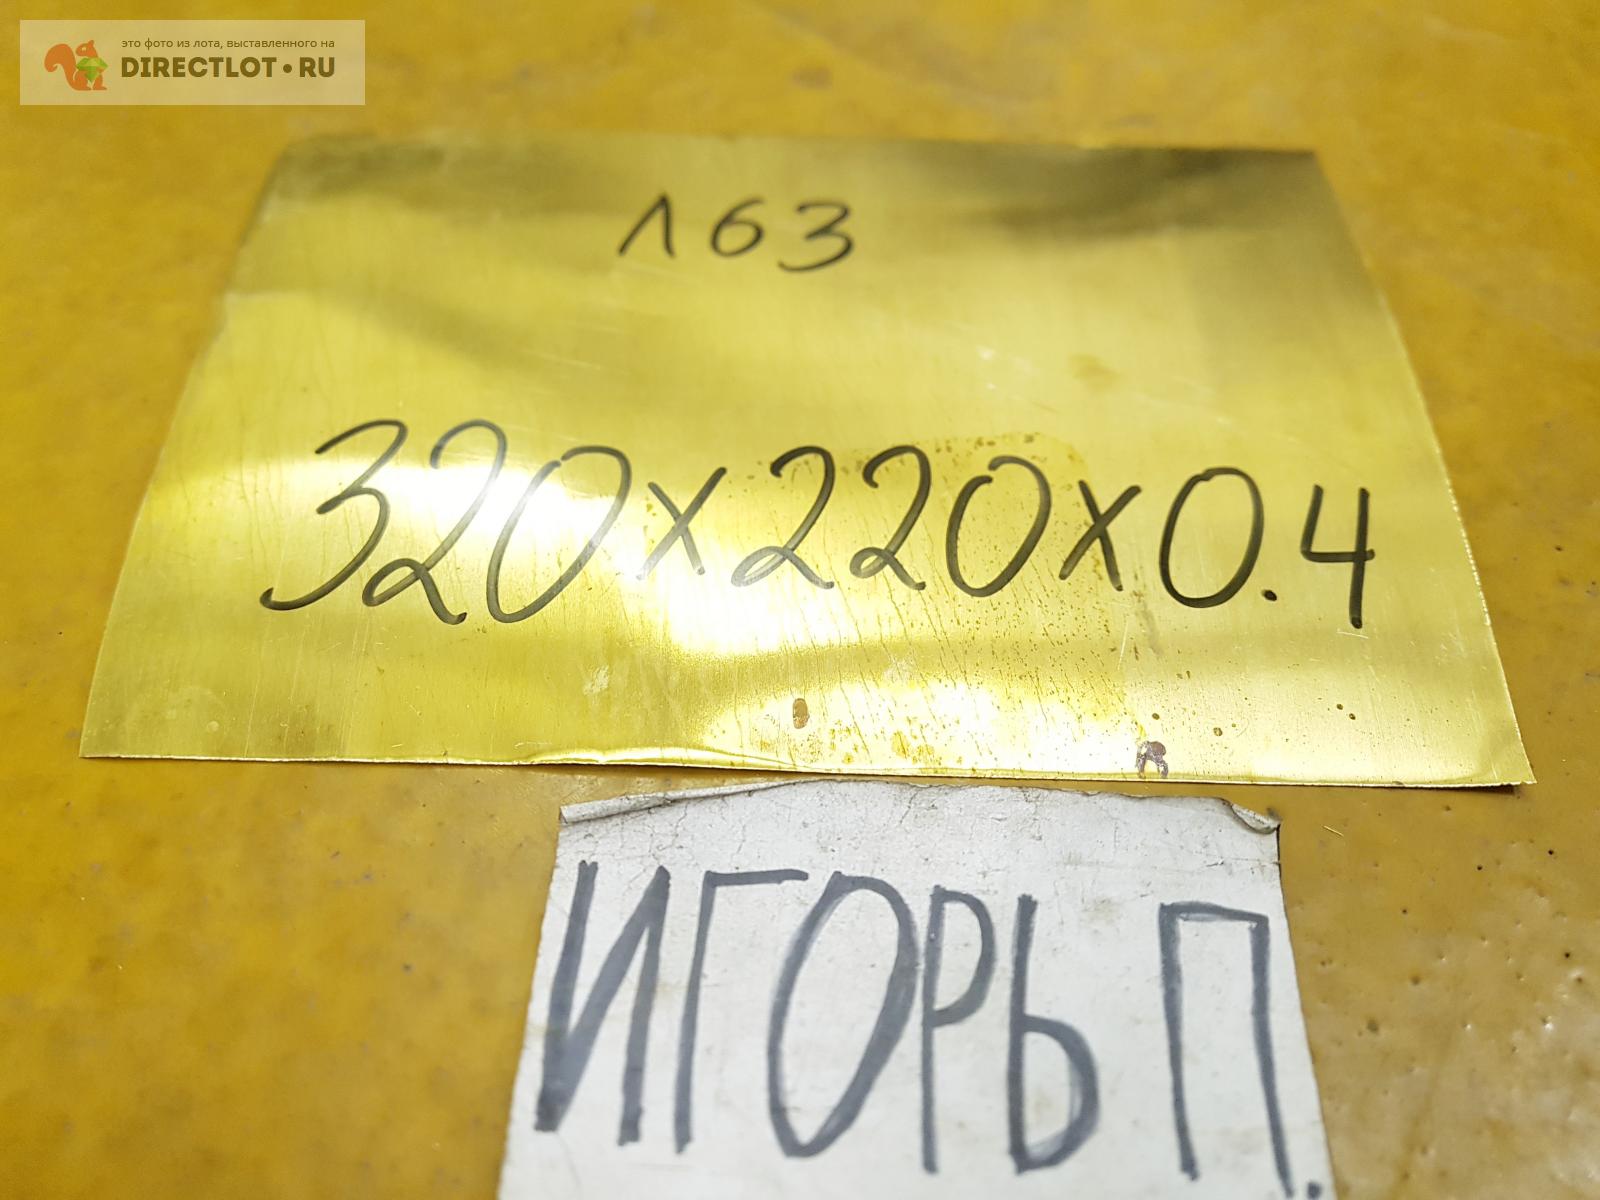 это фото из лота, выставленного на
DIRECTLOT•RU
Л63
320х220х0.4
ИГОРЬ П.